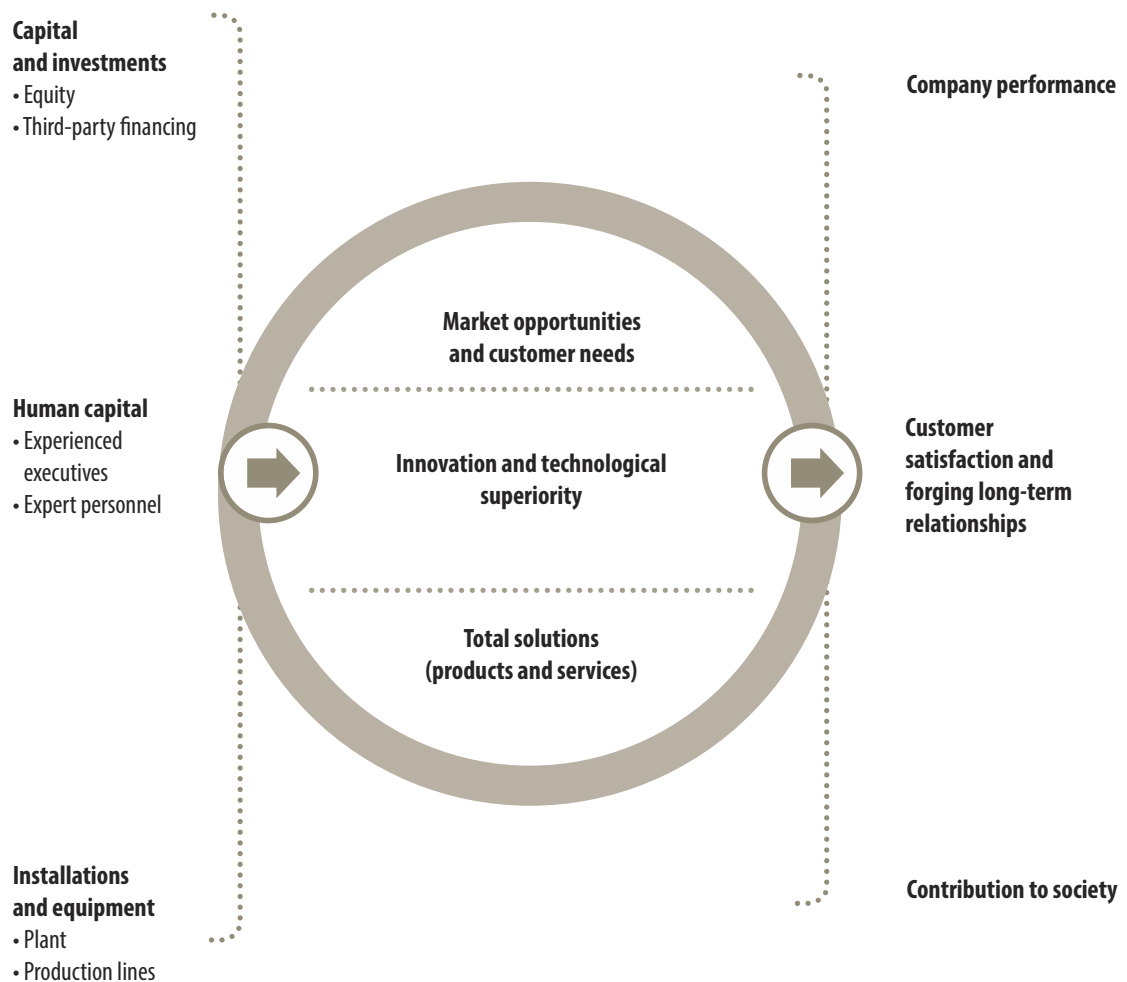 Capital
and investments
• Equity
• Third-party financing
Human capital
• Experienced
executives
• Expert personnel
Installations
and equipment
• Plant
• Production lines
Market opportunities
and customer needs
Innovation and technological
superiority
Total solutions
(products and services)
Company performance
Customer
satisfaction and
forging long-term
relationships
Contribution to society